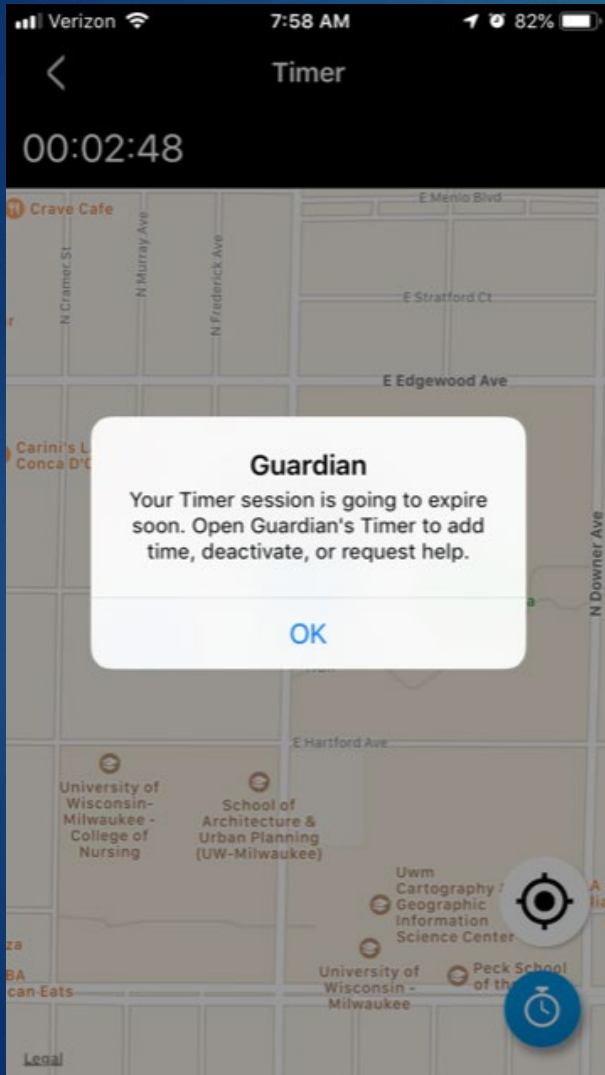 Verizon
7:58 AM
82%
Timer
00:02:48
Crave Cafe
E Menlo Blvd
N Cramer St
N Murray Ave
N Frederick Ave
E Stratford Ct
E Edgewood Ave
Carini's
Conca
Guardian
Your Timer session is going to expire
soon. Open Guardian's Timer to add
time, deactivate, or request help.
OK
N Downer Ave
E Hartford Ave
University of
Wisconsin-
Milwaukee -
College of
Nursing
School of
Architecture &
Urban Planning
(UW-Milwaukee)
Uwm
Cartography
Geographic
Information
Science Center
University of
Wisconsin -
Milwaukee
Peck School
of
can Eats
Legal